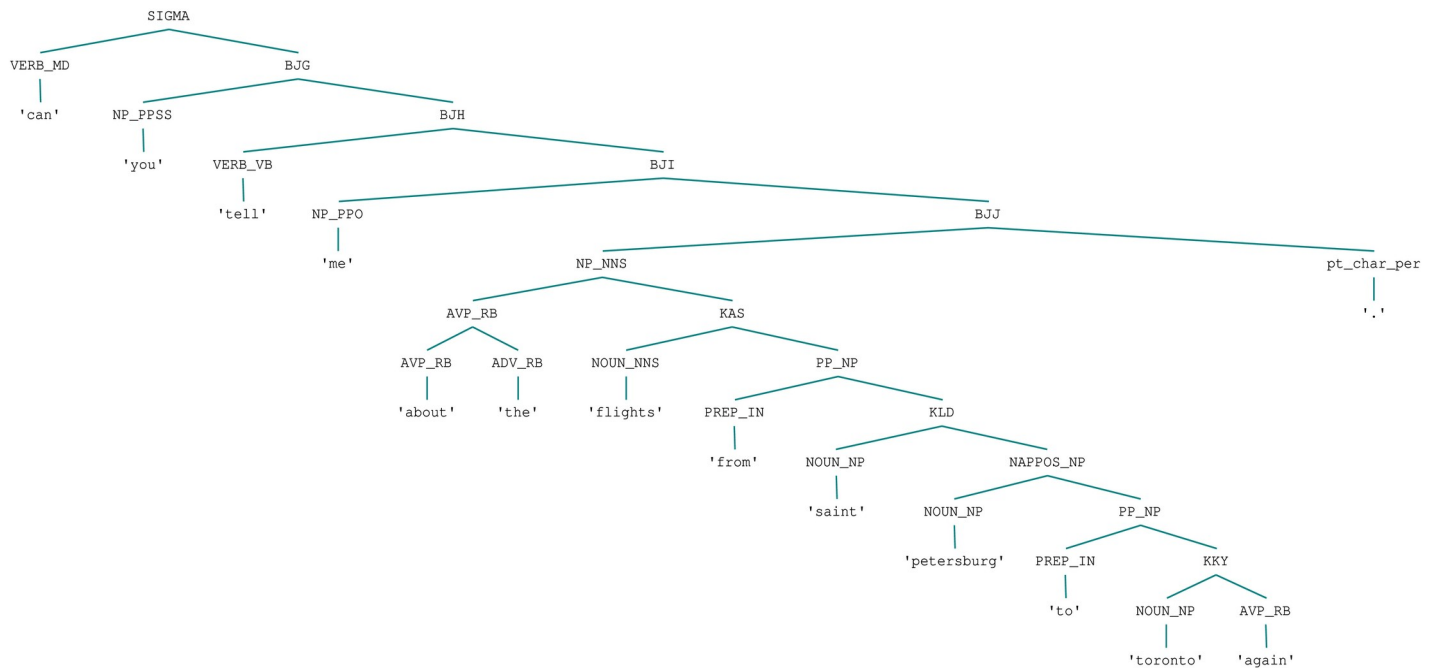 SIGMA
VERB_MD BJG
'can' NP_PPSS BJH
'you' VERB_VB BJI
'tell' NP_PPO BJJ
'me' NP_NNS pt_char_per
AVP_RB KAS '.'
AVP_RB ADV_RB NOUN_NNS PP_NP
'about' 'the' 'flights' PREP_IN KLD
'from' NOUN_NP NAPPOS_NP
'saint' NOUN_NP PP_NP
'petersburg' PREP_IN KKY
'to' NOUN_NP AVP_RB
'toronto' 'again'